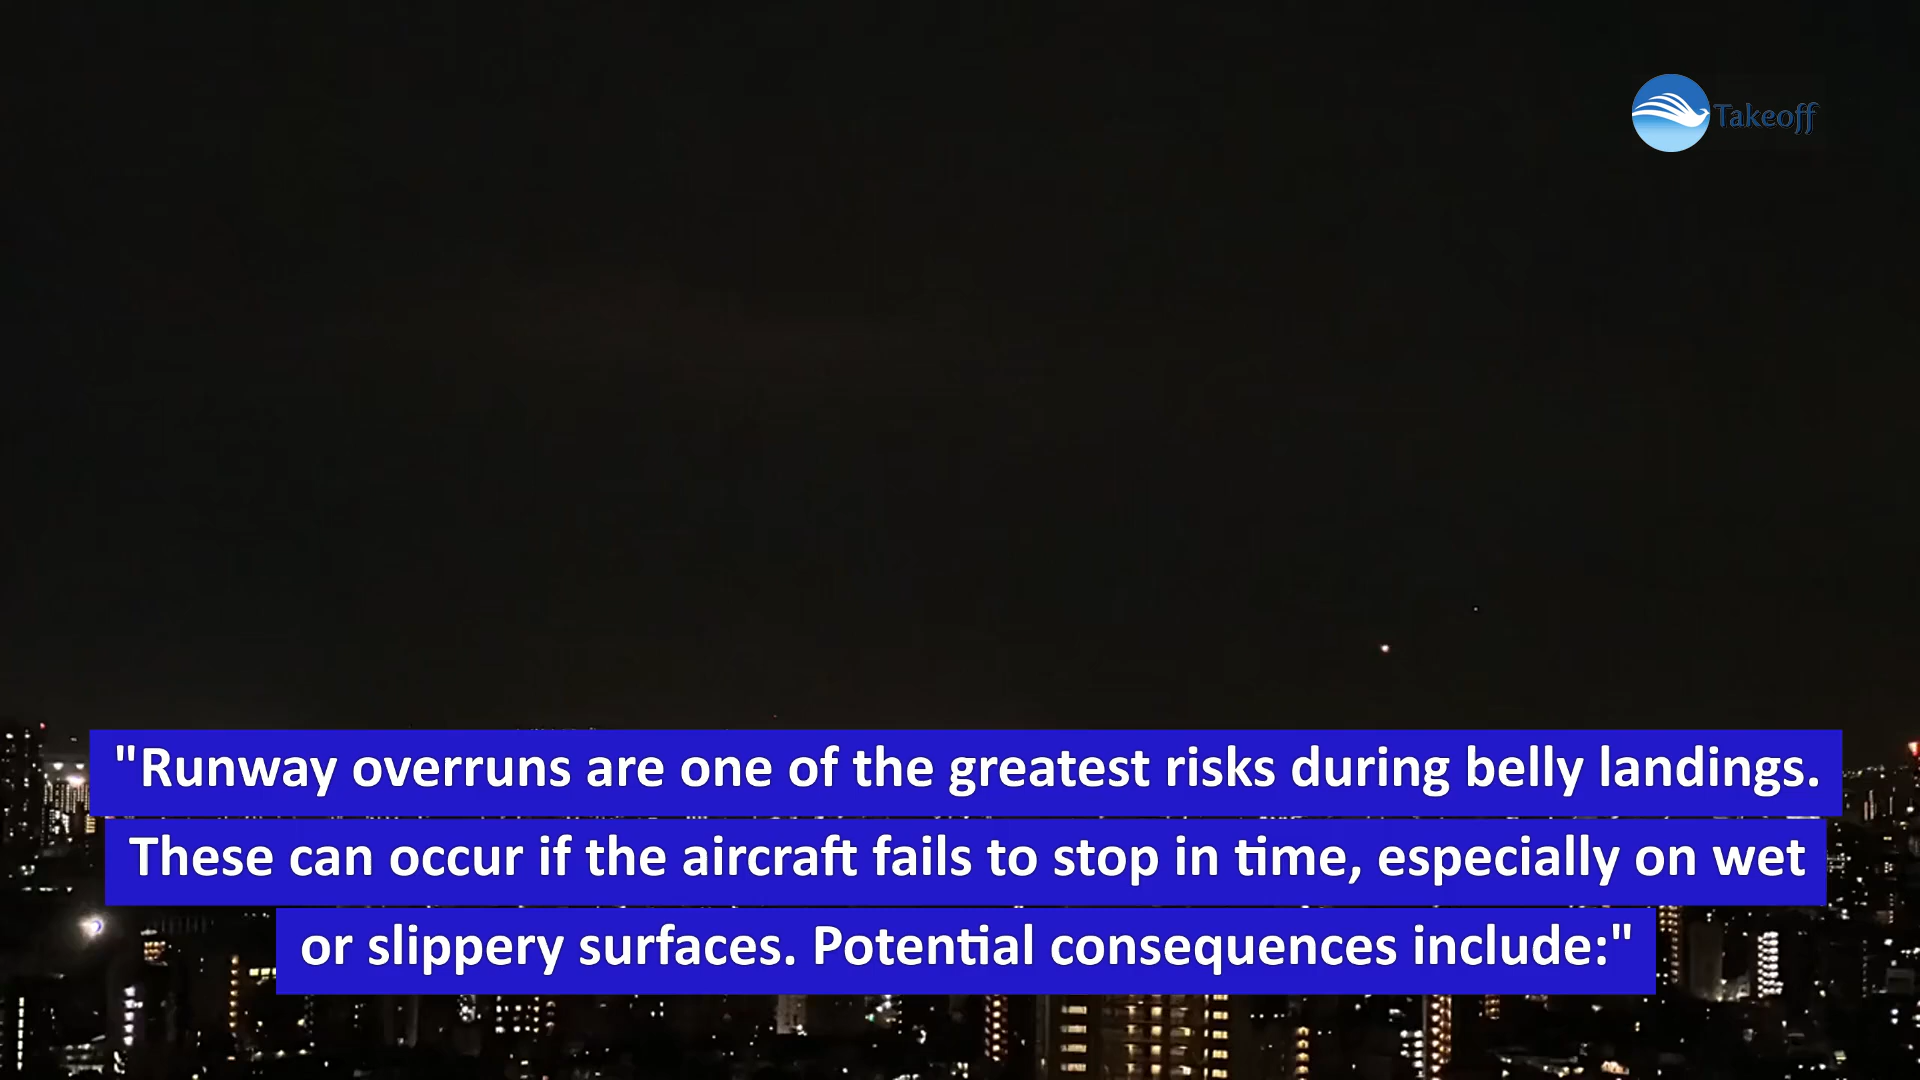 Takeoff
"Runway overruns are one of the greatest risks during belly landings.
These can occur if the aircraft fails to stop in time, especially on wet
or slippery surfaces. Potential consequences include:"